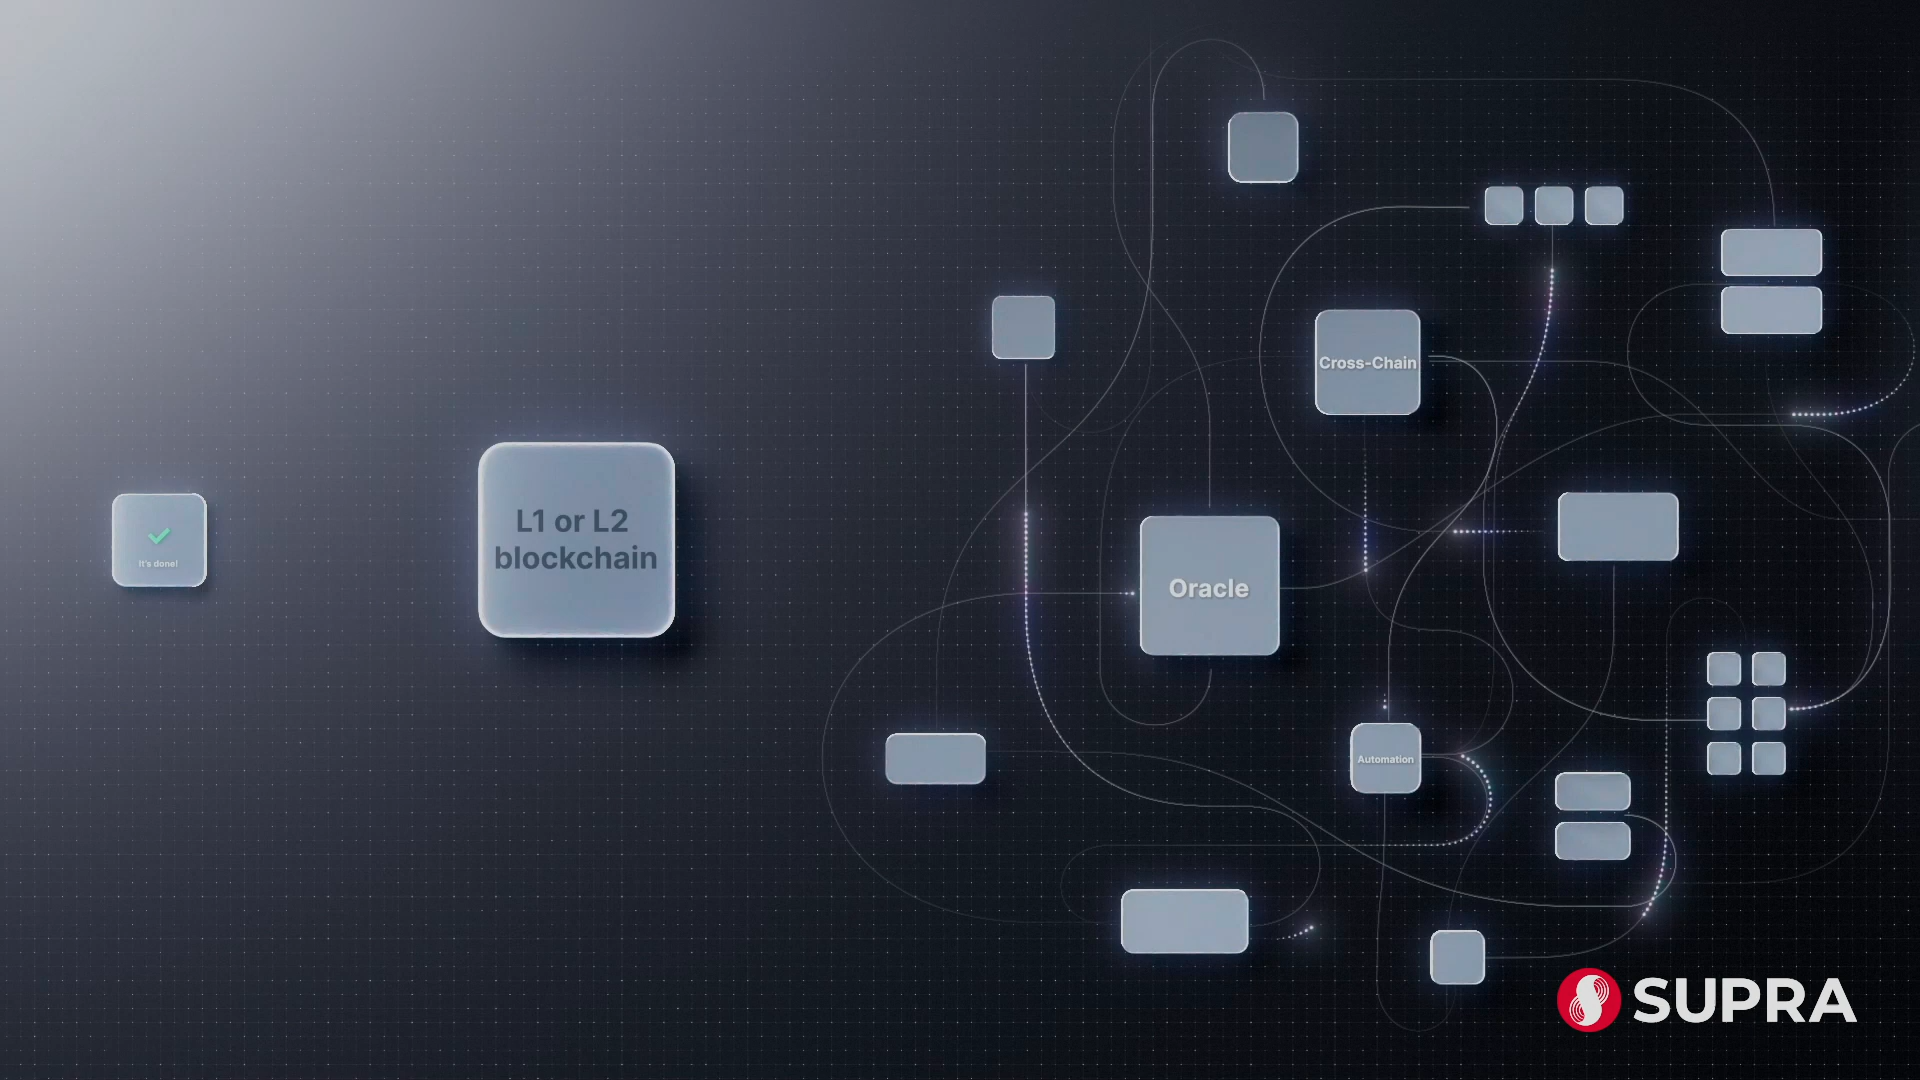 It's done!
L1 or L2
blockchain
Cross-Chain
Oracle
Automation
SUPRA